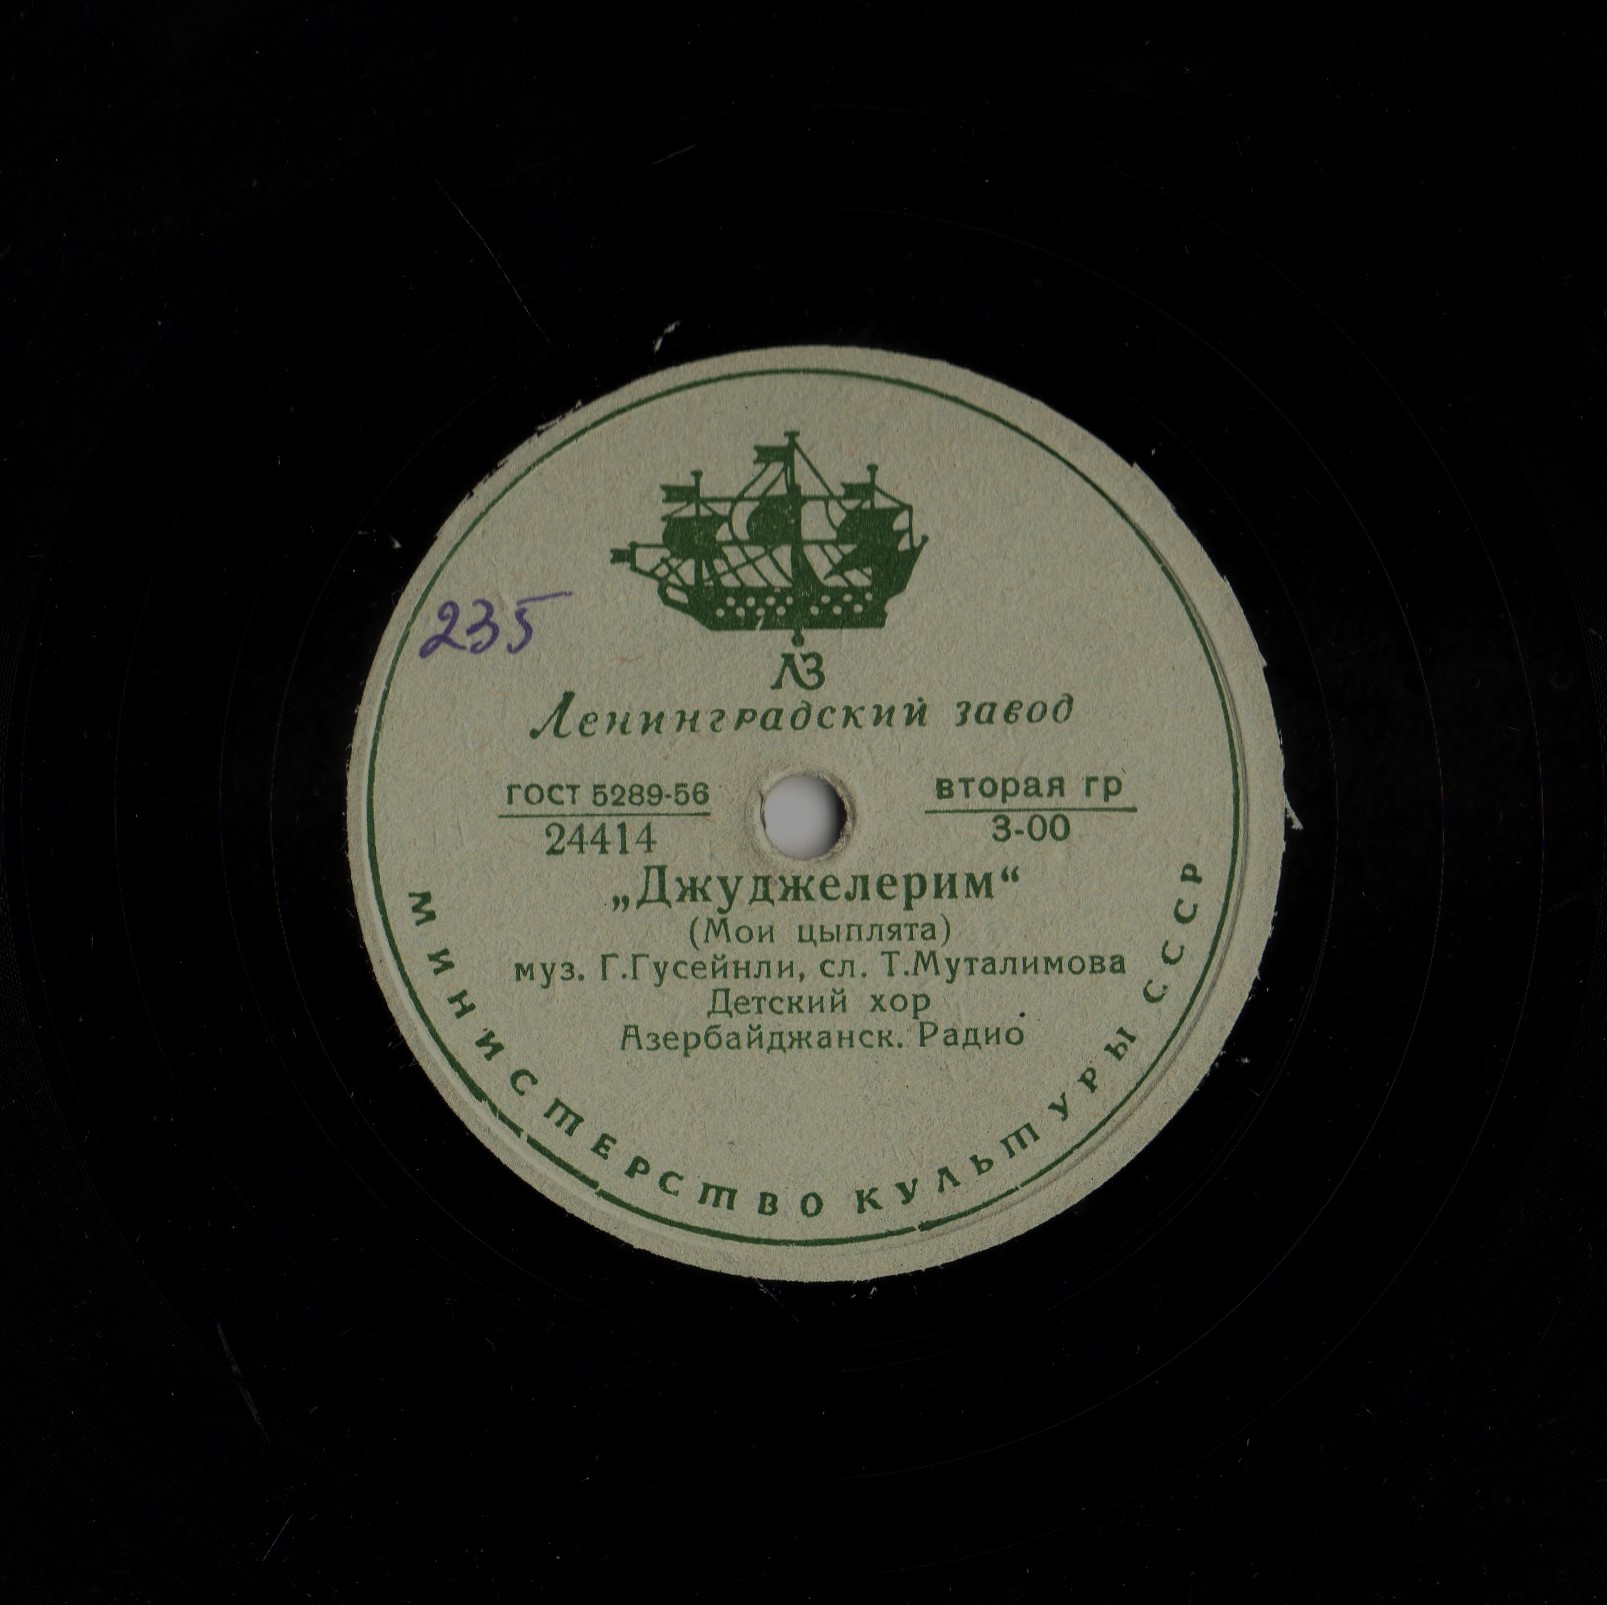 235
ЛЗ
Ленинградский завод
ГОСТ 5289-56
24414
вторая гр
3-00
„Джуджелерим“
(Мои цыплята)
муз. Г.Гусейнли, сл. Т.Муталимова
Детский хор
Азербайджанск. Радио
МИНИСТЕРСТВО КУЛЬТУРЫ СССР